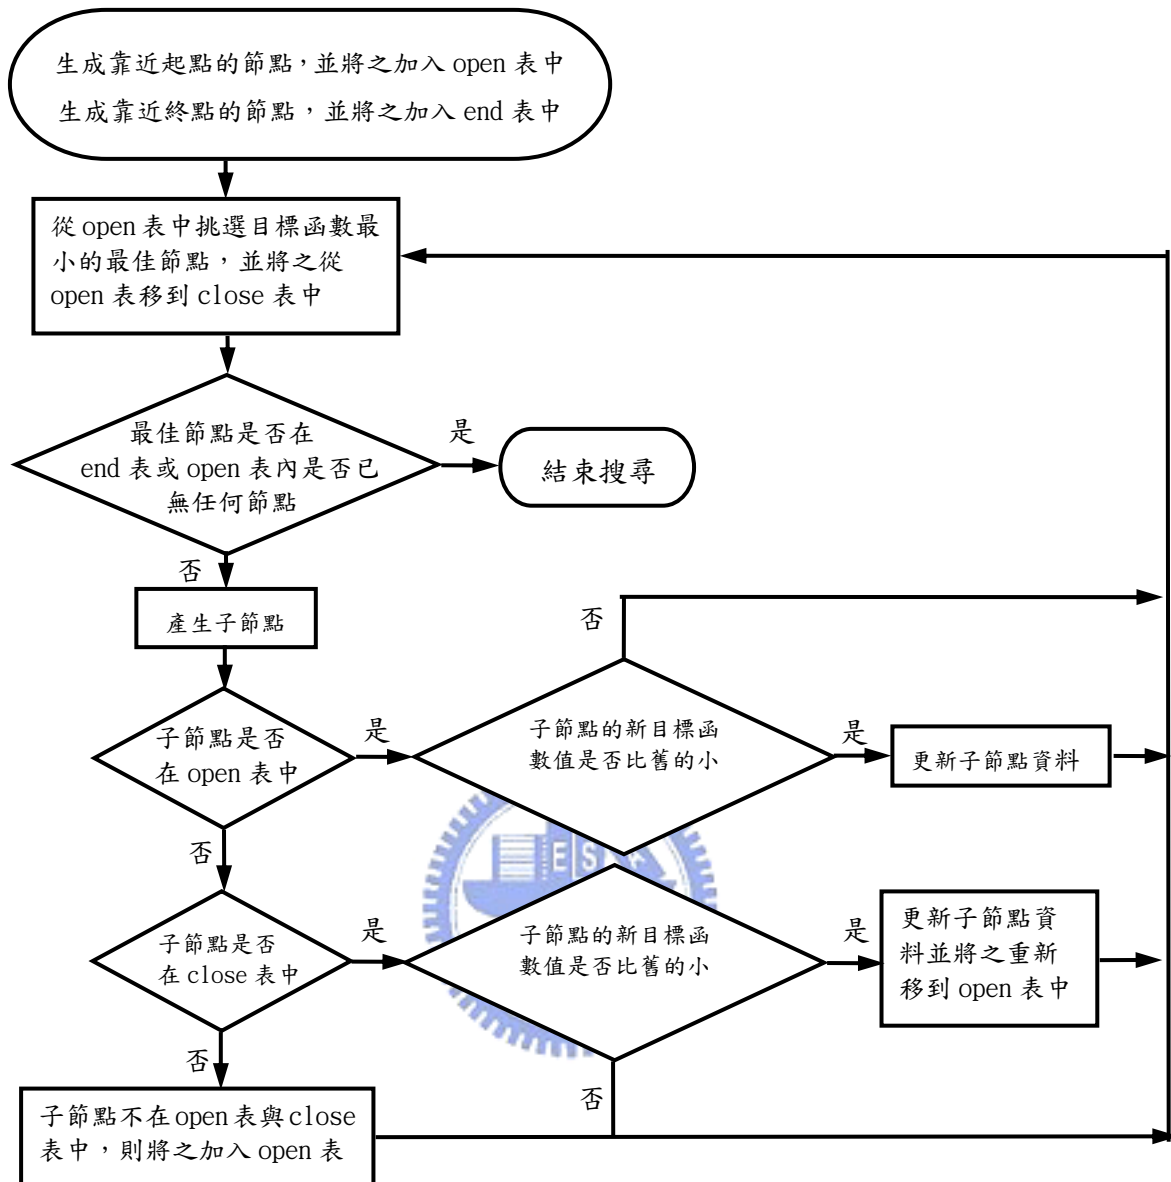 生成靠近起點的節點，並將之加入 open 表中
生成靠近終點的節點，並將之加入 end 表中
從 open 表中挑選目標函數最
小的最佳節點，並將之從
open 表移到 close 表中
最佳節點是否在
end 表或 open 表內是否已
無任何節點
是
結束搜尋
否
產生子節點
否
子節點是否
在 open 表中
是
子節點的新目標函
數值是否比舊的小
是
更新子節點資料
否
ES
子節點是否
在 close 表中
是
子節點的新目標函
數值是否比舊的小
是
更新子節點資
料並將之重新
移到 open 表中
否
否
子節點不在 open 表與 close
表中，則將之加入 open 表